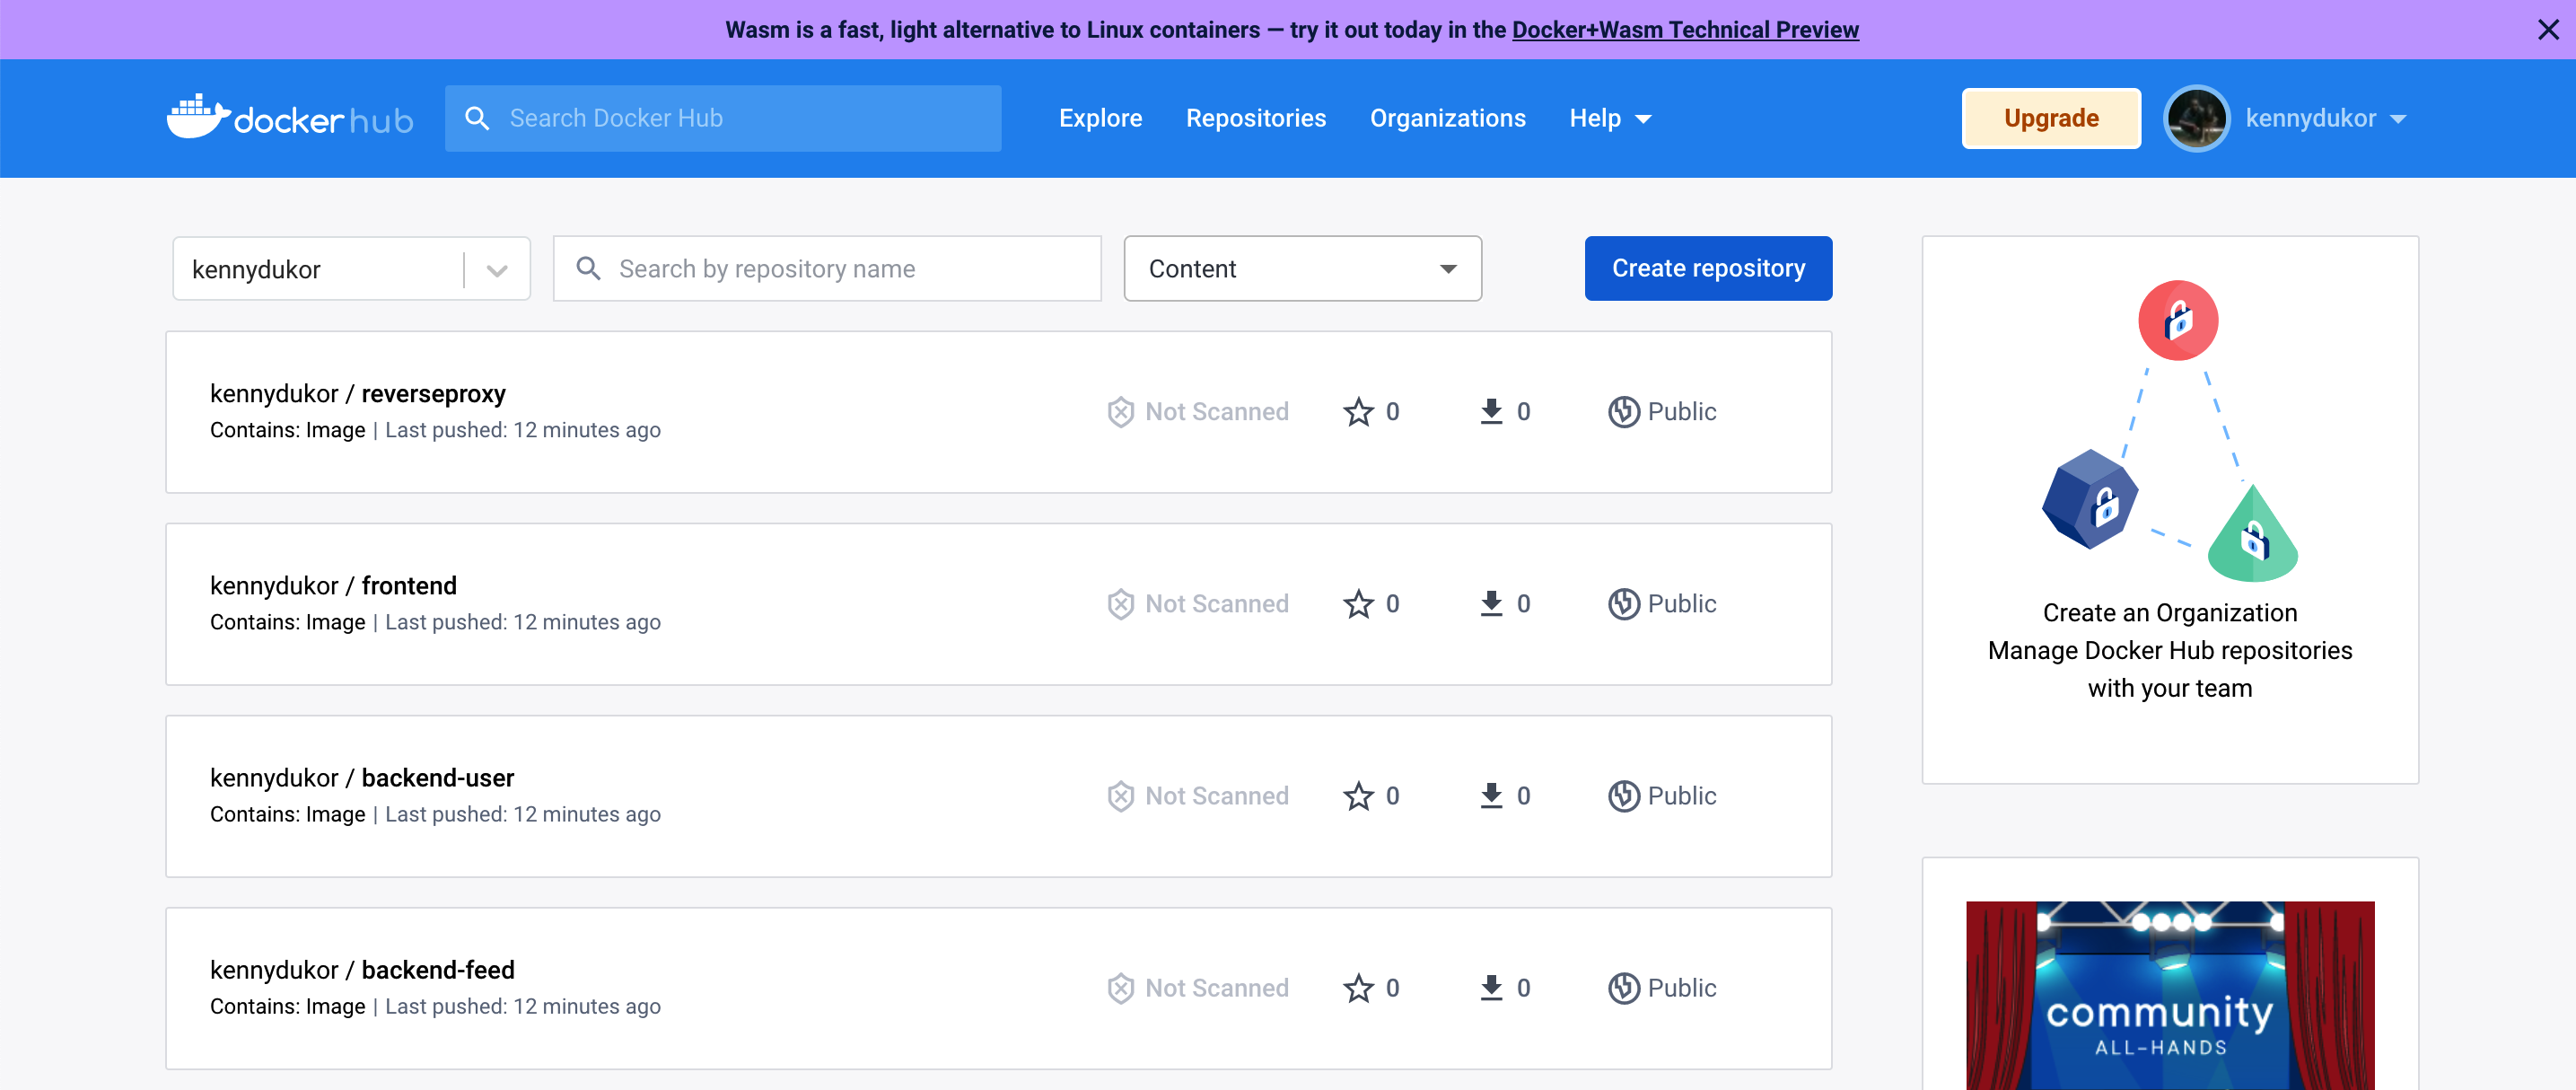 Wasm is a fast, light alternative to Linux containers — try it out today in the Docker+Wasm Technical Preview
dockerhub
Search Docker Hub
Explore
Repositories
Organizations
Help
Upgrade
kennydukor
kennydukor
Search by repository name
Content
Create repository
kennydukor / reverseproxy
Contains: Image | Last pushed: 12 minutes ago
Not Scanned
0
0
Public
kennydukor / frontend
Contains: Image | Last pushed: 12 minutes ago
Not Scanned
0
0
Public
kennydukor / backend-user
Contains: Image | Last pushed: 12 minutes ago
Not Scanned
0
0
Public
kennydukor / backend-feed
Contains: Image | Last pushed: 12 minutes ago
Not Scanned
0
0
Public
Create an Organization
Manage Docker Hub repositories
with your team
community
ALL-HANDS